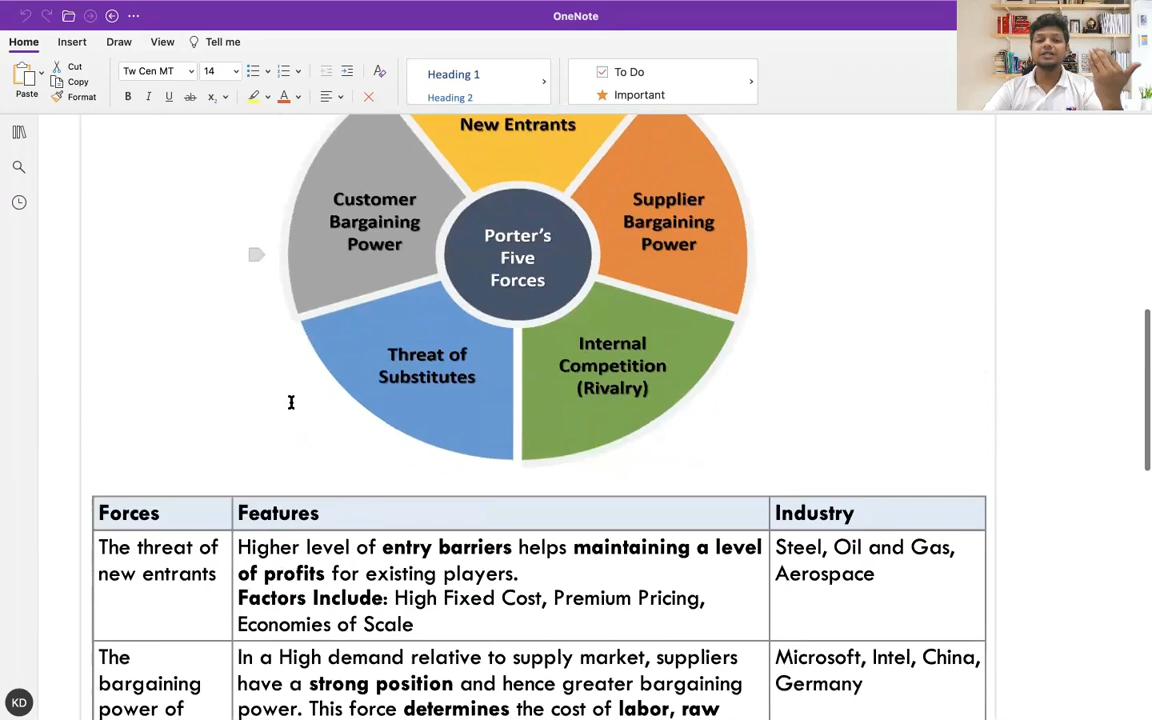 OneNote
Home Insert Draw View Tell me
Paste
Cut
Copy
Format
Tw Cen MT 14
B I U ab x₂ A
Heading 1
Heading 2
To Do
Important
New Entrants
Customer
Bargaining
Power
Supplier
Bargaining
Power
Porter's
Five
Forces
Threat of
Substitutes
Internal
Competition
(Rivalry)
Forces Features Industry
The threat of
new entrants
Higher level of entry barriers helps maintaining a level
of profits for existing players.
Factors Include: High Fixed Cost, Premium Pricing,
Economies of Scale
Steel, Oil and Gas,
Aerospace
The
bargaining
power of
In a High demand relative to supply market, suppliers
have a strong position and hence greater bargaining
power. This force determines the cost of labor, raw
Microsoft, Intel, China,
Germany
KD